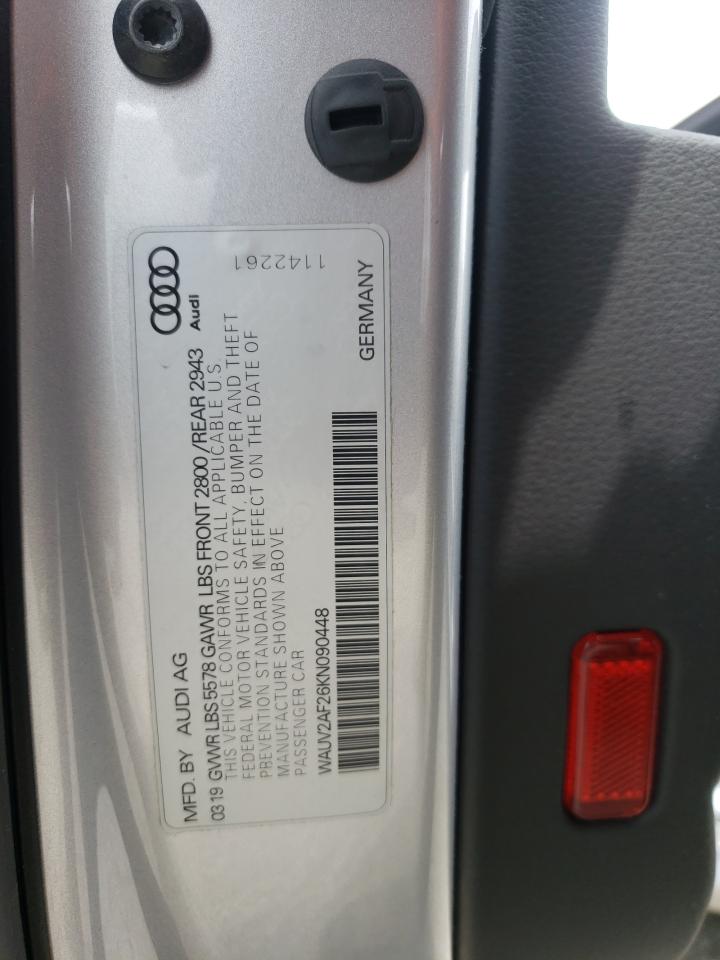 MFD. BY AUDI AG
Audi
0319 GVWR LBS 5578 GAWR LBS FRONT 2800/REAR 2943
THIS VEHICLE CONFORMS TO ALL APPLICABLE U.S.
FEDERAL MOTOR VEHICLE SAFETY, BUMPER AND THEFT
PREVENTION STANDARDS IN EFFECT ON THE DATE OF
MANUFACTURE SHOWN ABOVE
PASSENGER CAR
1142261
WAUV2AF26KN090448
GERMANY